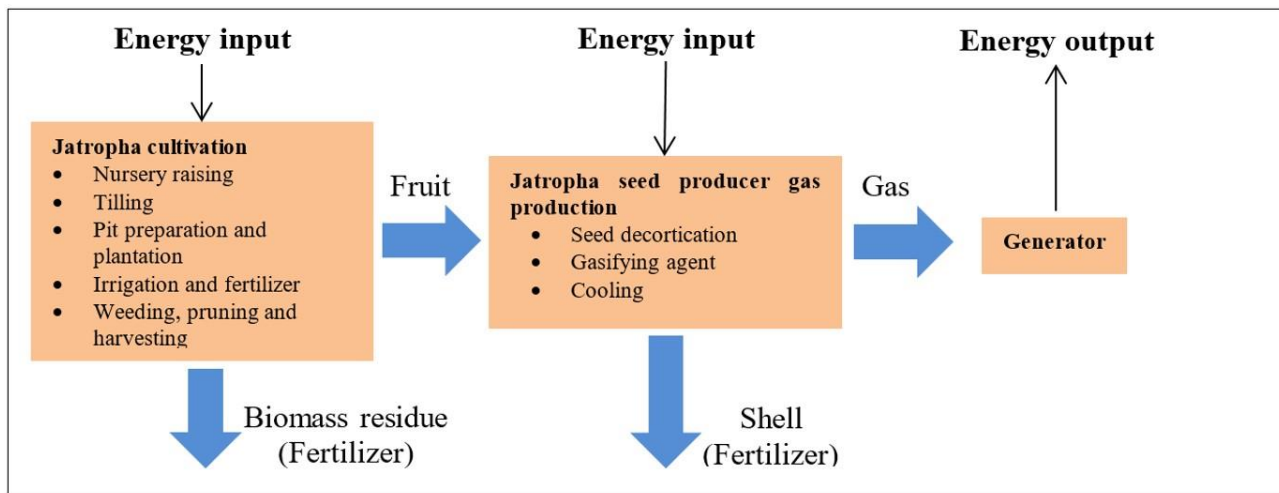 Energy input
Energy input
Energy output
Jatropha cultivation
• Nursery raising
• Tilling
• Pit preparation and
plantation
• Irrigation and fertilizer
• Weeding, pruning and
harvesting
Fruit
Jatropha seed producer gas
production
• Seed decortication
• Gasifying agent
• Cooling
Gas
Generator
Biomass residue
(Fertilizer)
Shell
(Fertilizer)